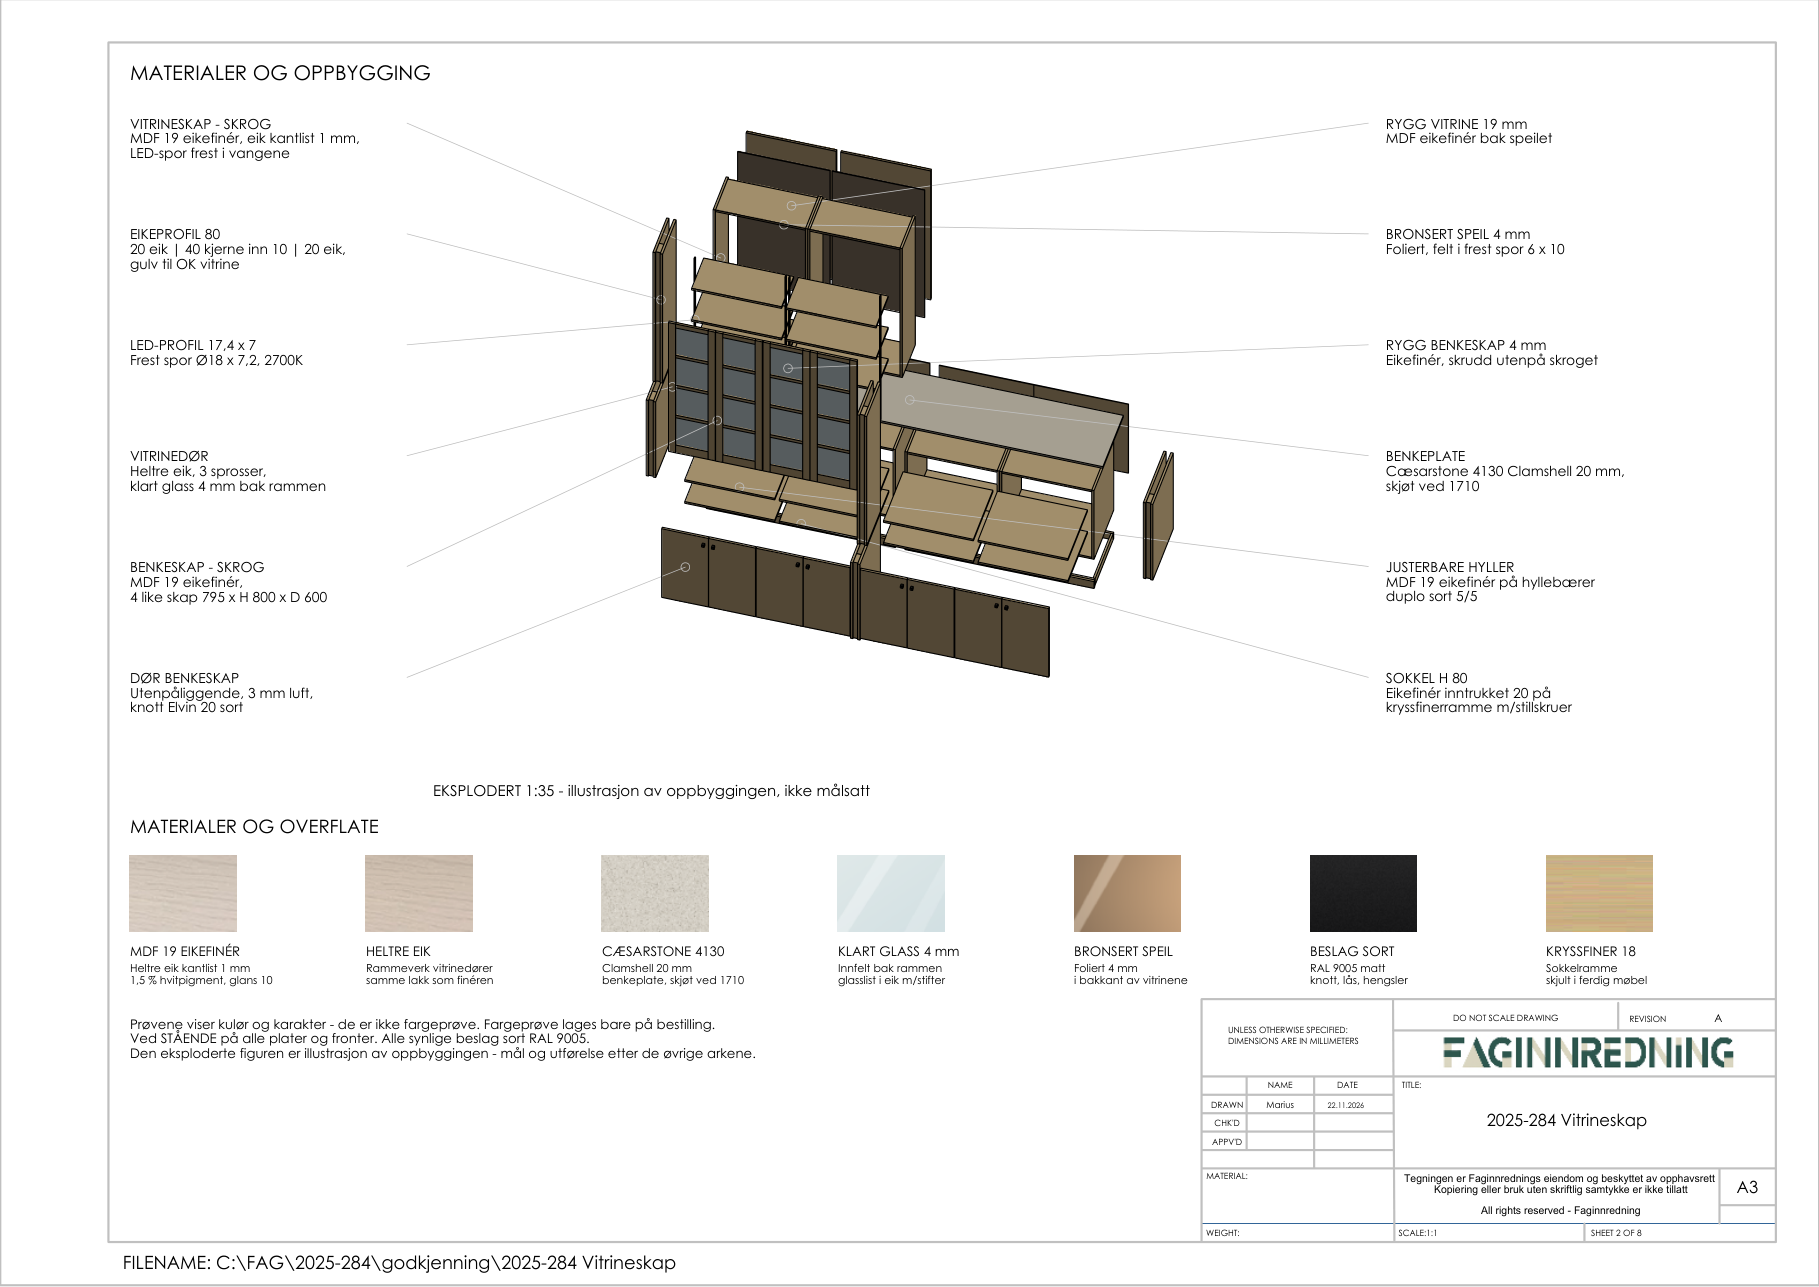 MATERIALER OG OPPBYGGING
VITRINESKAP - SKROG
MDF 19 eikefinér, eik kantlist 1 mm,
LED-spor frest i vangene
EIKEPROFIL 80
20 eik | 40 kjerne inn 10 | 20 eik,
gulv til OK vitrine
LED-PROFIL 17,4 x 7
Frest spor Ø18 x 7,2, 2700K
VITRINEDØR
Heltre eik, 3 sprosser,
klart glass 4 mm bak rammen
BENKESKAP - SKROG
MDF 19 eikefinér,
4 like skap 795 x H 800 x D 600
DØR BENKESKAP
Utenpåliggende, 3 mm luft,
knott Elvin 20 sort
RYGG VITRINE 19 mm
MDF eikefinér bak speilet
BRONSERT SPEIL 4 mm
Foliert, felt i frest spor 6 x 10
RYGG BENKESKAP 4 mm
Eikefinér, skrudd utenpå skroget
BENKEPLATE
Cæsarstone 4130 Clamshell 20 mm,
skjøt ved 1710
JUSTERBARE HYLLER
MDF 19 eikefinér på hyllebærer
duplo sort 5/5
SOKKEL H 80
Eikefinér inntrukket 20 på
kryssfinerramme m/stillskruer
EKSPLODERT 1:35 - illustrasjon av oppbyggingen, ikke målsatt
MATERIALER OG OVERFLATE
MDF 19 EIKEFINÉR
Heltre eik kantlist 1 mm
1,5 % hvitpigment, glans 10
HELTRE EIK
Rammeverk vitrinedører
samme lakk som finéren
CÆSARSTONE 4130
Clamshell 20 mm
benkeplate, skjøt ved 1710
KLART GLASS 4 mm
Innfelt bak rammen
glasslist i eik m/stifter
BRONSERT SPEIL
Foliert 4 mm
i bakkant av vitrinene
BESLAG SORT
RAL 9005 matt
knott, lås, hengsler
KRYSSFINER 18
Sokkelramme
skjult i ferdig møbel
Prøvene viser kulør og karakter - de er ikke fargeprøve. Fargeprøve lages bare på bestilling.
Ved STÅENDE på alle plater og fronter. Alle synlige beslag sort RAL 9005.
Den eksploderte figuren er illustrasjon av oppbyggingen - mål og utførelse etter de øvrige arkene.
UNLESS OTHERWISE SPECIFIED:
DIMENSIONS ARE IN MILLIMETERS
DO NOT SCALE DRAWING
REVISION A
FAGINNREDNING
NAME DATE
DRAWN Marius 22.11.2026
CHK'D
APPV'D
TITLE:
2025-284 Vitrineskap
MATERIAL:
Tegningen er Faginnrednings eiendom og beskyttet av opphavsrett
Kopiering eller bruk uten skriftlig samtykke er ikke tillatt
All rights reserved - Faginnredning
A3
WEIGHT:
SCALE:1:1
SHEET 2 OF 8
FILENAME: C:\FAG\2025-284\godkjenning\2025-284 Vitrineskap